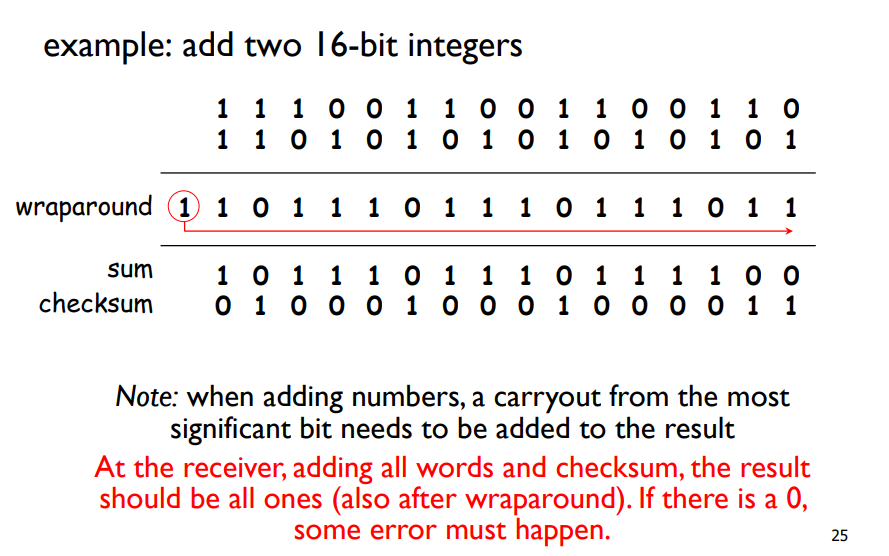 example: add two 16-bit integers
1 1 1 0 0 1 1 0 0 1 1 0 0 1 1 0
1 1 0 1 0 1 0 1 0 1 0 1 0 1 0 1
wraparound 1 1 0 1 1 1 0 1 1 1 0 1 1 1 0 1 1
sum 1 0 1 1 1 0 1 1 1 0 1 1 1 1 0 0
checksum 0 1 0 0 0 1 0 0 0 1 0 0 0 0 1 1
Note: when adding numbers, a carryout from the most
significant bit needs to be added to the result
At the receiver, adding all words and checksum, the result
should be all ones (also after wraparound). If there is a 0,
some error must happen.
25